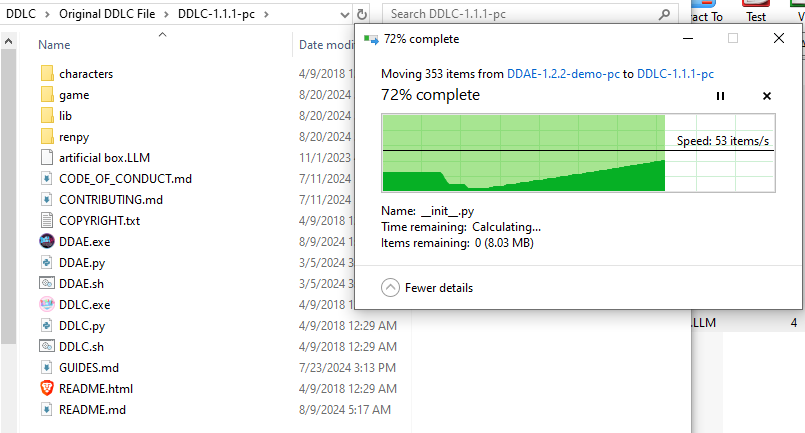 DDLC > Original DDLC File > DDLC-1.1.1-pc >
Search DDLC-1.1.1-pc
Name
Date modi
characters 4/9/2018 1
game 8/20/2024
lib 8/20/2024
renpy 8/20/2024
artificial box.LLM 11/1/2023
CODE_OF_CONDUCT.md 7/11/2024
CONTRIBUTING.md 7/11/2024
COPYRIGHT.txt 4/9/2018 1
DDAE.exe 8/9/2024 5
DDAE.py 3/5/2024 3
DDAE.sh 3/5/2024 3
DDLC.exe 4/9/2018 12
DDLC.py 4/9/2018 12:29 AM
DDLC.sh 4/9/2018 12:29 AM
GUIDES.md 7/23/2024 3:13 PM
README.html 4/9/2018 12:29 AM
README.md 8/9/2024 5:17 AM
act To
Test
V
72% complete
Moving 353 items from DDAE-1.2.2-demo-pc to DDLC-1.1.1-pc
72% complete
Speed: 53 items/s
Name: __init__.py
Time remaining: Calculating...
Items remaining: 0 (8.03 MB)
Fewer details
.LLM 4